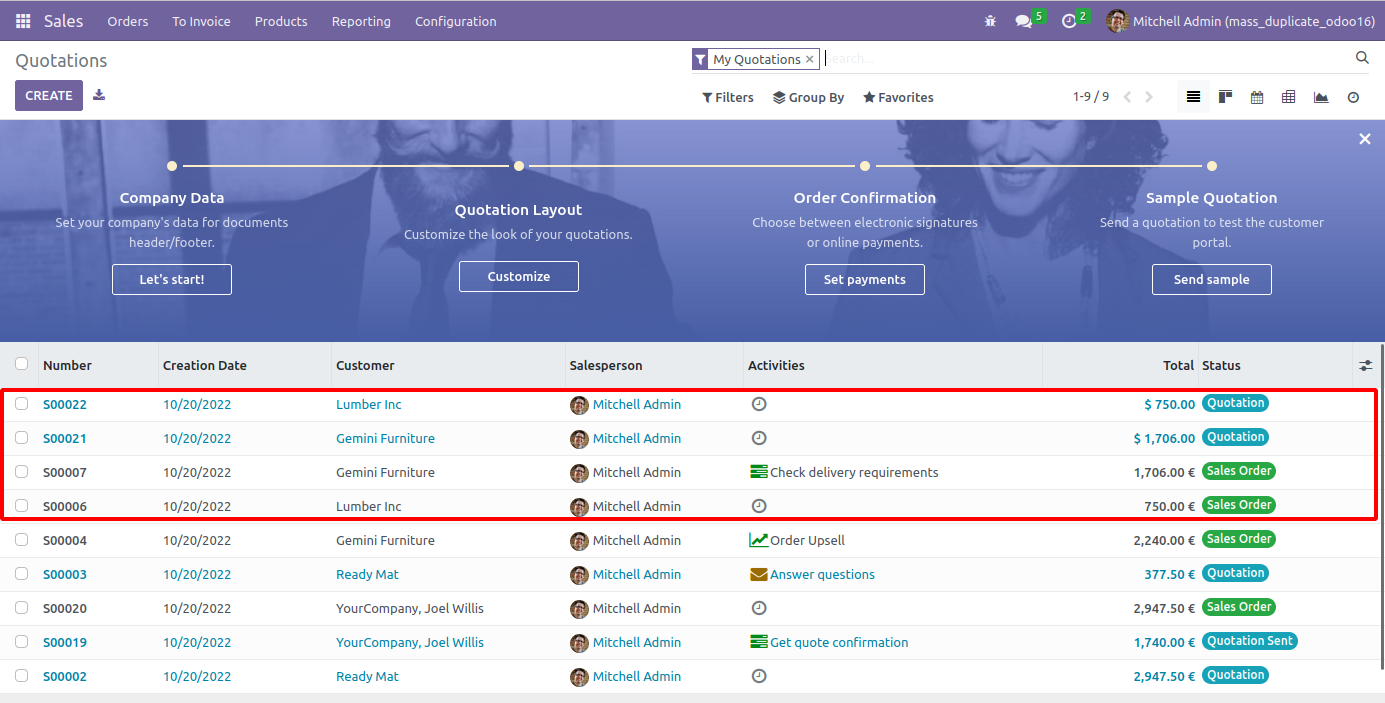 Sales Orders To Invoice Products Reporting Configuration 5 2 Mitchell Admin (mass_duplicate_odoo16)
Quotations My Quotations × Search...
CREATE Filters Group By Favorites 1-9 / 9
Company Data
Set your company's data for documents
header/footer.
Let's start!
Quotation Layout
Customize the look of your quotations.
Customize
Order Confirmation
Choose between electronic signatures
or online payments.
Set payments
Sample Quotation
Send a quotation to test the customer
portal.
Send sample
Number Creation Date Customer Salesperson Activities Total Status
S00022 10/20/2022 Lumber Inc Mitchell Admin $ 750.00 Quotation
S00021 10/20/2022 Gemini Furniture Mitchell Admin $ 1,706.00 Quotation
S00007 10/20/2022 Gemini Furniture Mitchell Admin Check delivery requirements 1,706.00 € Sales Order
S00006 10/20/2022 Lumber Inc Mitchell Admin 750.00 € Sales Order
S00004 10/20/2022 Gemini Furniture Mitchell Admin Order Upsell 2,240.00 € Sales Order
S00003 10/20/2022 Ready Mat Mitchell Admin Answer questions 377.50 € Quotation
S00020 10/20/2022 YourCompany, Joel Willis Mitchell Admin 2,947.50 € Sales Order
S00019 10/20/2022 YourCompany, Joel Willis Mitchell Admin Get quote confirmation 1,740.00 € Quotation Sent
S00002 10/20/2022 Ready Mat Mitchell Admin 2,947.50 € Quotation